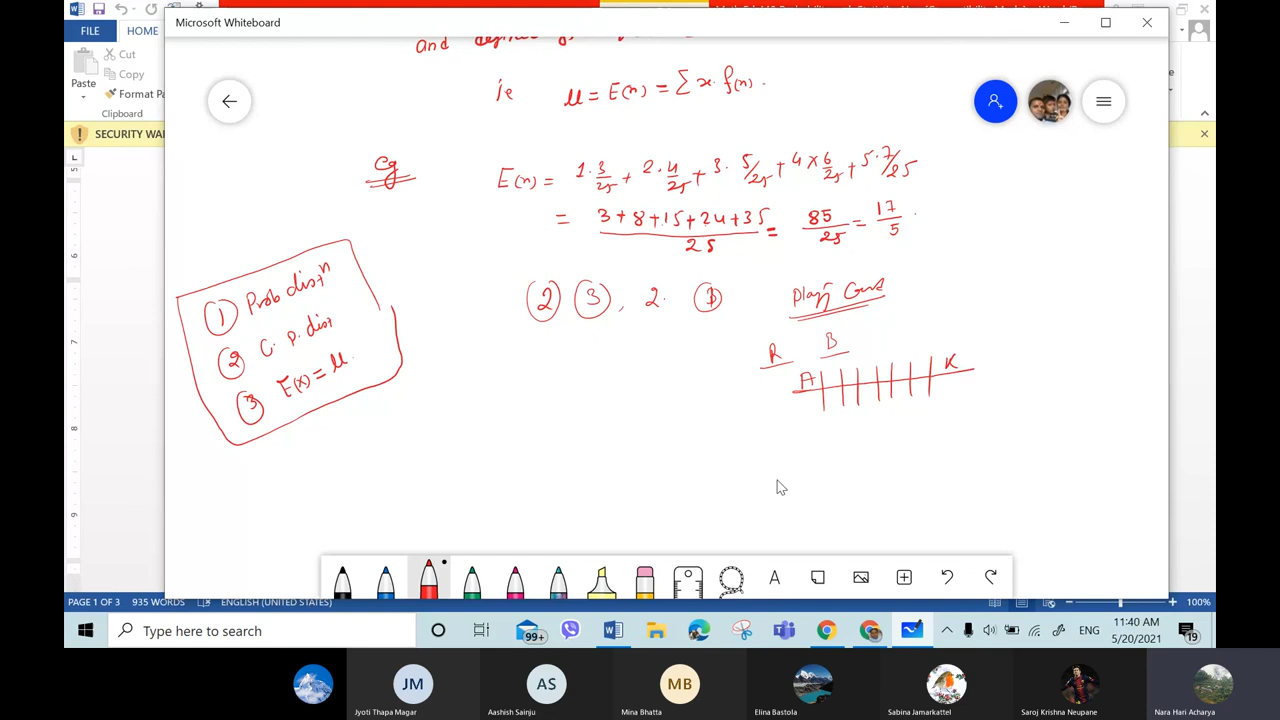 FILE
HOME
Microsoft Whiteboard
Cut
Copy
Paste
Format Pa
Clipboard
SECURITY WAR
and
ie μ = E(x) = Σ x. f(x) .
Eg
E(x) = 1.3/25 + 2.4/25 + 3. 5/25 + 4 × 6/25 + 5.7/25
= 3 + 8 + 15 + 24 + 35 / 25 = 85/25 = 17/5 .
① Prob distⁿ
② C. P. dist
③ E(x) = μ
② ③ , 2.
R B
A K
A
PAGE 1 OF 3 935 WORDS ENGLISH (UNITED STATES) 100%
Type here to search
99+
ENG
11:40 AM
5/20/2021
19
JM
AS
MB
Jyoti Thapa Magar
Aashish Sainju
Mina Bhatta
Elina Bastola
Sabina Jamarkattel
Saroj Krishna Neupane
Nara Hari Acharya